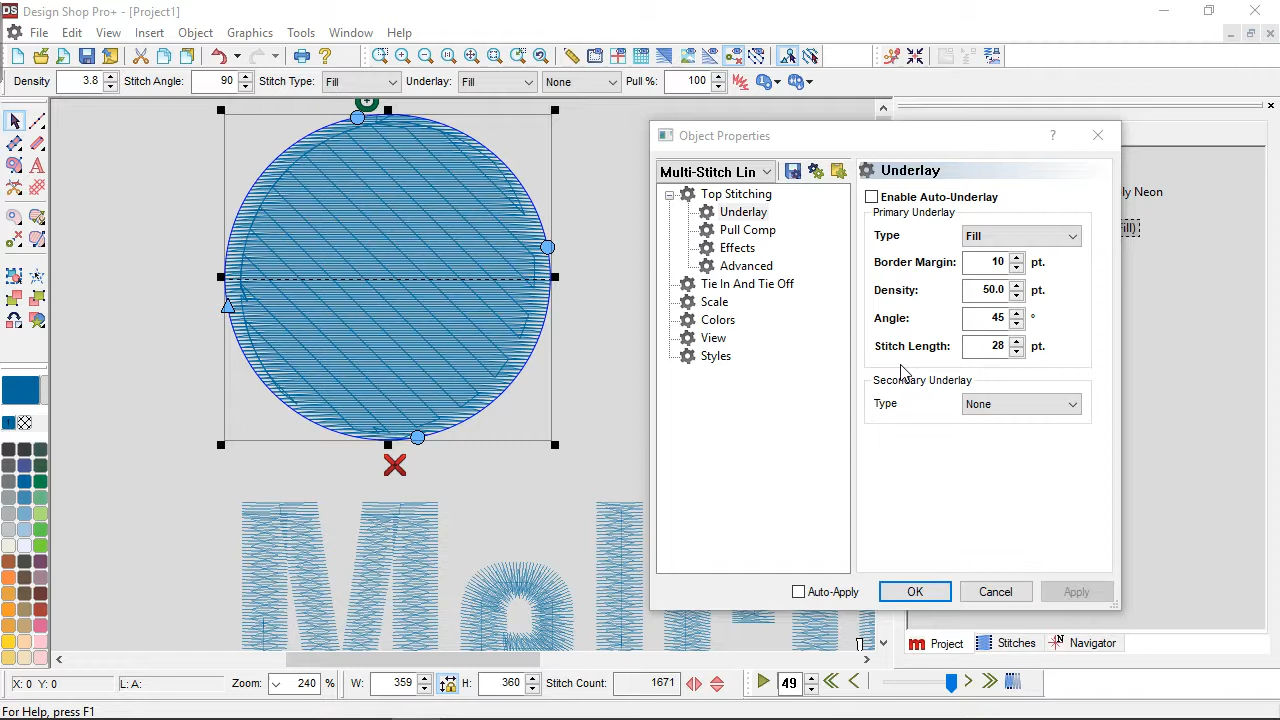 DS Design Shop Pro+ - [Project1]
File Edit View Insert Object Graphics Tools Window Help
Density 3.8 Stitch Angle: 90 Stitch Type: Fill Underlay: Fill None Pull %: 100
Object Properties ?
Multi-Stitch Lin
Top Stitching
Underlay
Pull Comp
Effects
Advanced
Tie In And Tie Off
Scale
Colors
View
Styles
Underlay
Enable Auto-Underlay
Primary Underlay
Type Fill
Border Margin: 10 pt.
Density: 50.0 pt.
Angle: 45 °
Stitch Length: 28 pt.
Secondary Underlay
Type None
Auto-Apply OK Cancel Apply
ly Neon
ill)
Project Stitches Navigator
X: 0 Y: 0 L: A: Zoom: 240 % W: 359 H: 360 Stitch Count: 1671 49
For Help, press F1